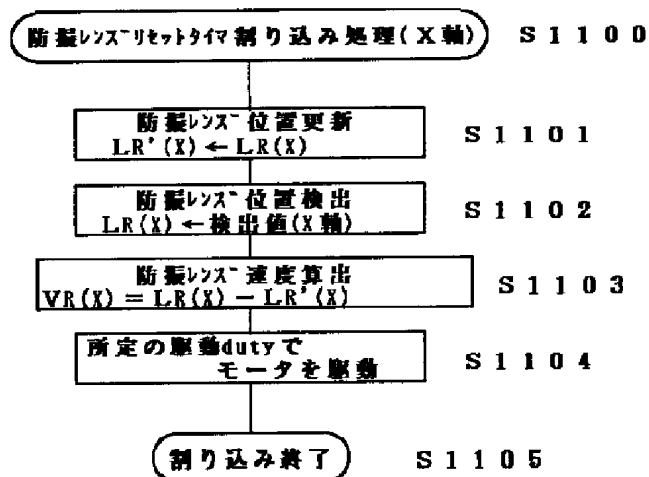 防振ﾚﾝｽﾞﾘｾｯﾄﾀｲﾏ割り込み処理(X軸) S1100
防振ﾚﾝｽﾞ位置更新
LR'(X)←LR(X) S1101
防振ﾚﾝｽﾞ位置検出
LR(X)←検出値(X軸) S1102
防振ﾚﾝｽﾞ速度算出
VR(X)=LR(X)-LR'(X) S1103
所定の駆動dutyで
モータを駆動 S1104
割り込み終了 S1105